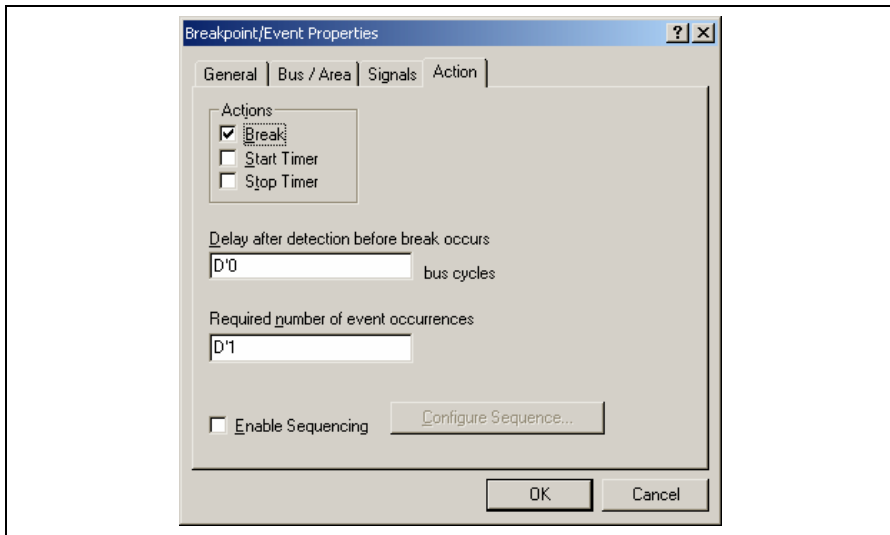 Breakpoint/Event Properties
General Bus / Area Signals Action
Actions
Break
Start Timer
Stop Timer
Delay after detection before break occurs
D'0 bus cycles
Required number of event occurrences
D'1
Enable Sequencing Configure Sequence...
OK Cancel